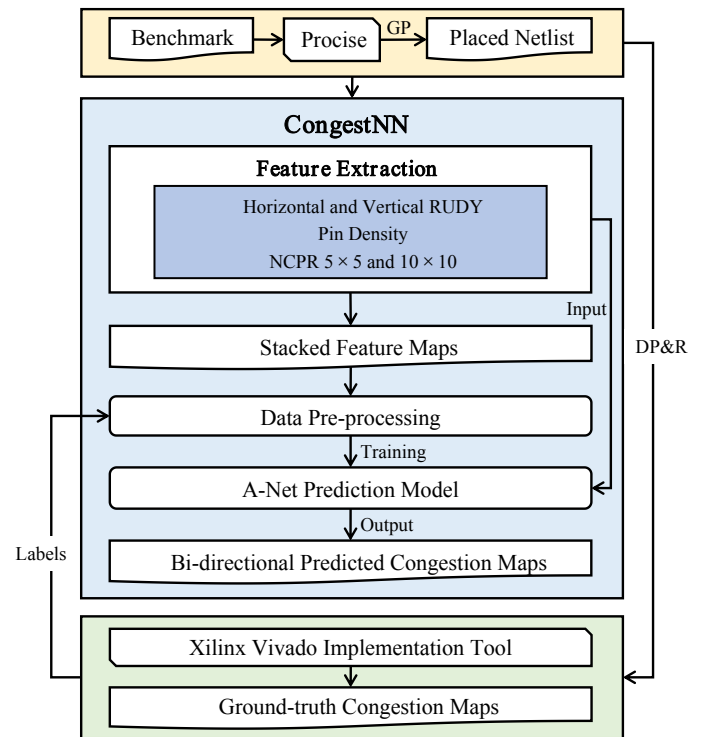 Benchmark
Procise
GP
Placed Netlist
CongestNN
Feature Extraction
Horizontal and Vertical RUDY
Pin Density
NCPR 5 × 5 and 10 × 10
Input
DP&R
Stacked Feature Maps
Data Pre-processing
Training
A-Net Prediction Model
Output
Labels
Bi-directional Predicted Congestion Maps
Xilinx Vivado Implementation Tool
Ground-truth Congestion Maps